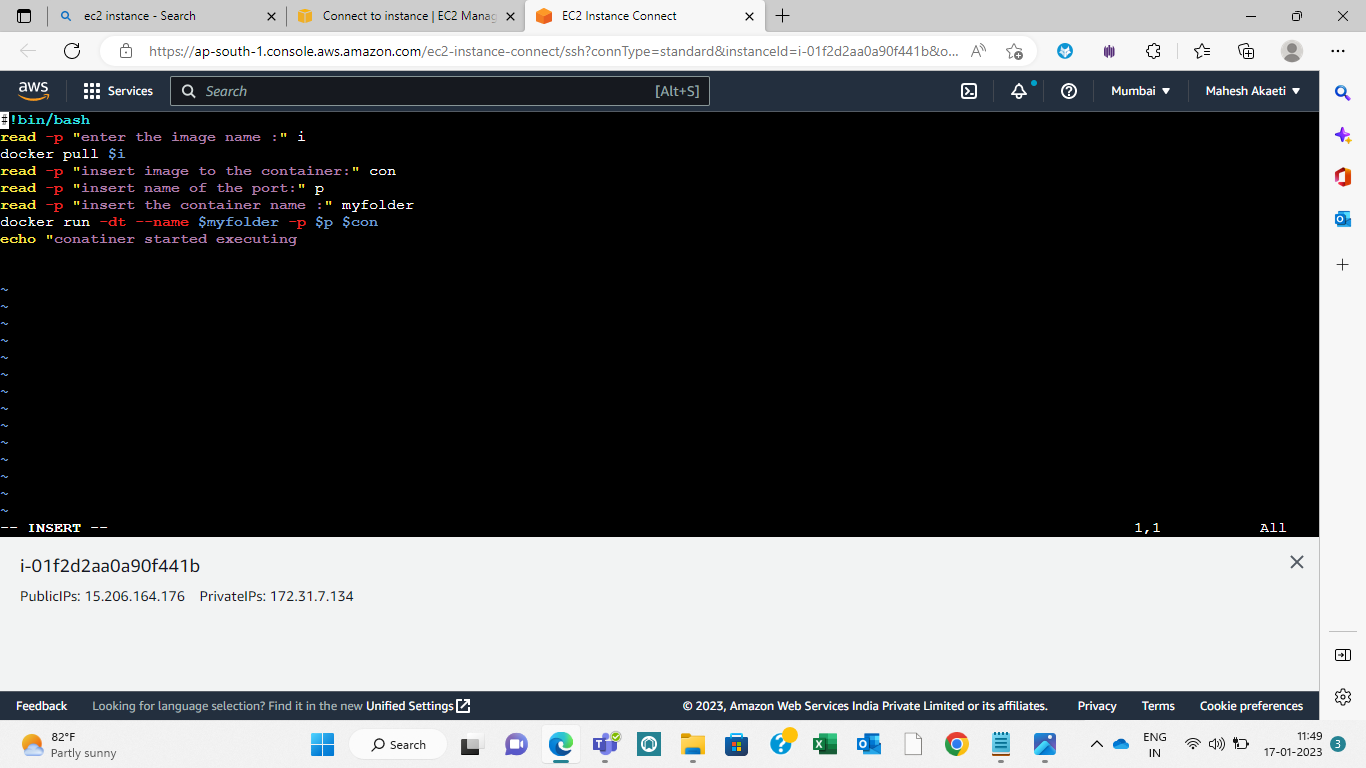 ec2 instance - Search
Connect to instance | EC2 Manag
EC2 Instance Connect
https://ap-south-1.console.aws.amazon.com/ec2-instance-connect/ssh?connType=standard&instanceId=i-01f2d2aa0a90f441b&o...
aws
Services
Search
[Alt+S]
Mumbai
Mahesh Akaeti
#!bin/bash
read -p "enter the image name :" i
docker pull $i
read -p "insert image to the container:" con
read -p "insert name of the port:" p
read -p "insert the container name :" myfolder
docker run -dt --name $myfolder -p $p $con
echo "conatiner started executing
~
~
~
~
~
~
~
~
~
~
~
~
~
~
-- INSERT --
1,1
All
i-01f2d2aa0a90f441b
PublicIPs: 15.206.164.176 PrivateIPs: 172.31.7.134
Feedback
Looking for language selection? Find it in the new Unified Settings
© 2023, Amazon Web Services India Private Limited or its affiliates.
Privacy
Terms
Cookie preferences
82°F
Partly sunny
Search
ENG
IN
11:49
17-01-2023
3